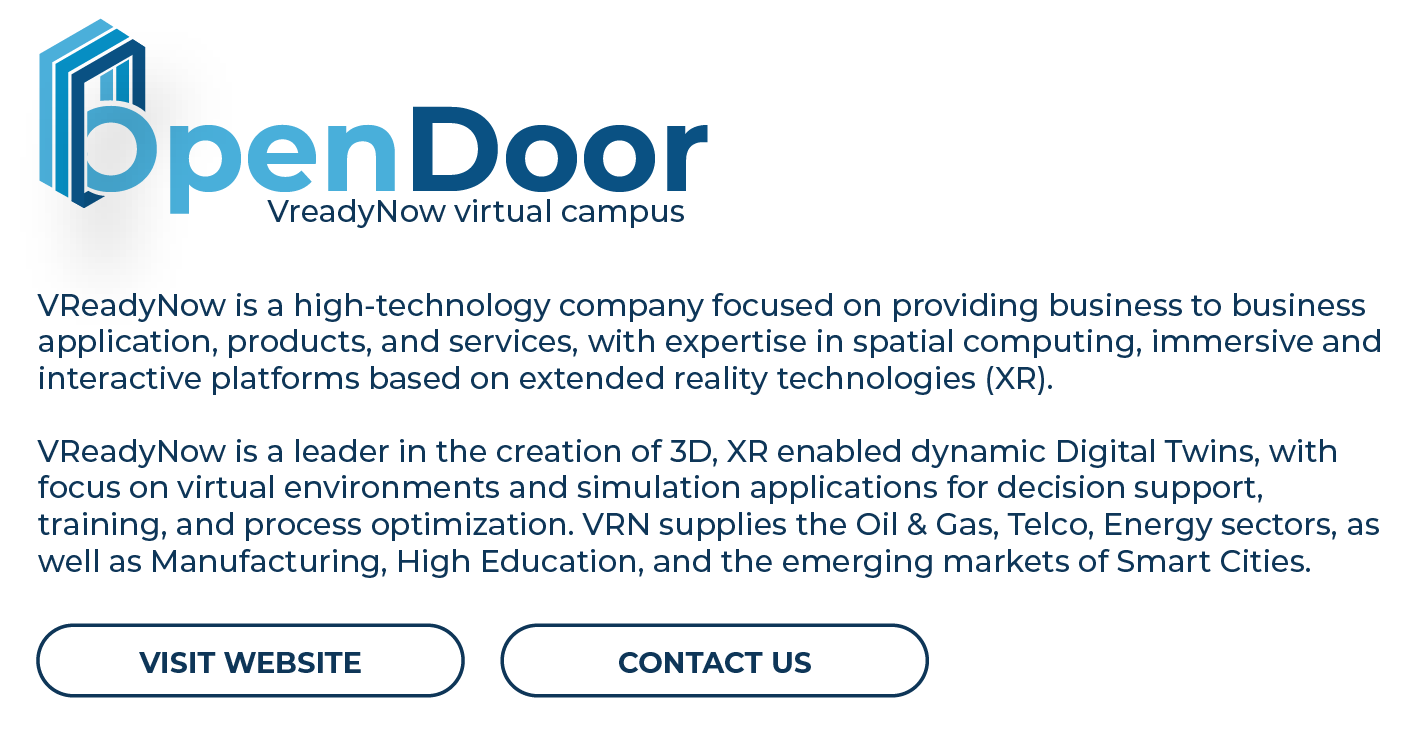 OpenDoor
VreadyNow virtual campus
VReadyNow is a high-technology company focused on providing business to business
application, products, and services, with expertise in spatial computing, immersive and
interactive platforms based on extended reality technologies (XR).
VReadyNow is a leader in the creation of 3D, XR enabled dynamic Digital Twins, with
focus on virtual environments and simulation applications for decision support,
training, and process optimization. VRN supplies the Oil & Gas, Telco, Energy sectors, as
well as Manufacturing, High Education, and the emerging markets of Smart Cities.
VISIT WEBSITE
CONTACT US